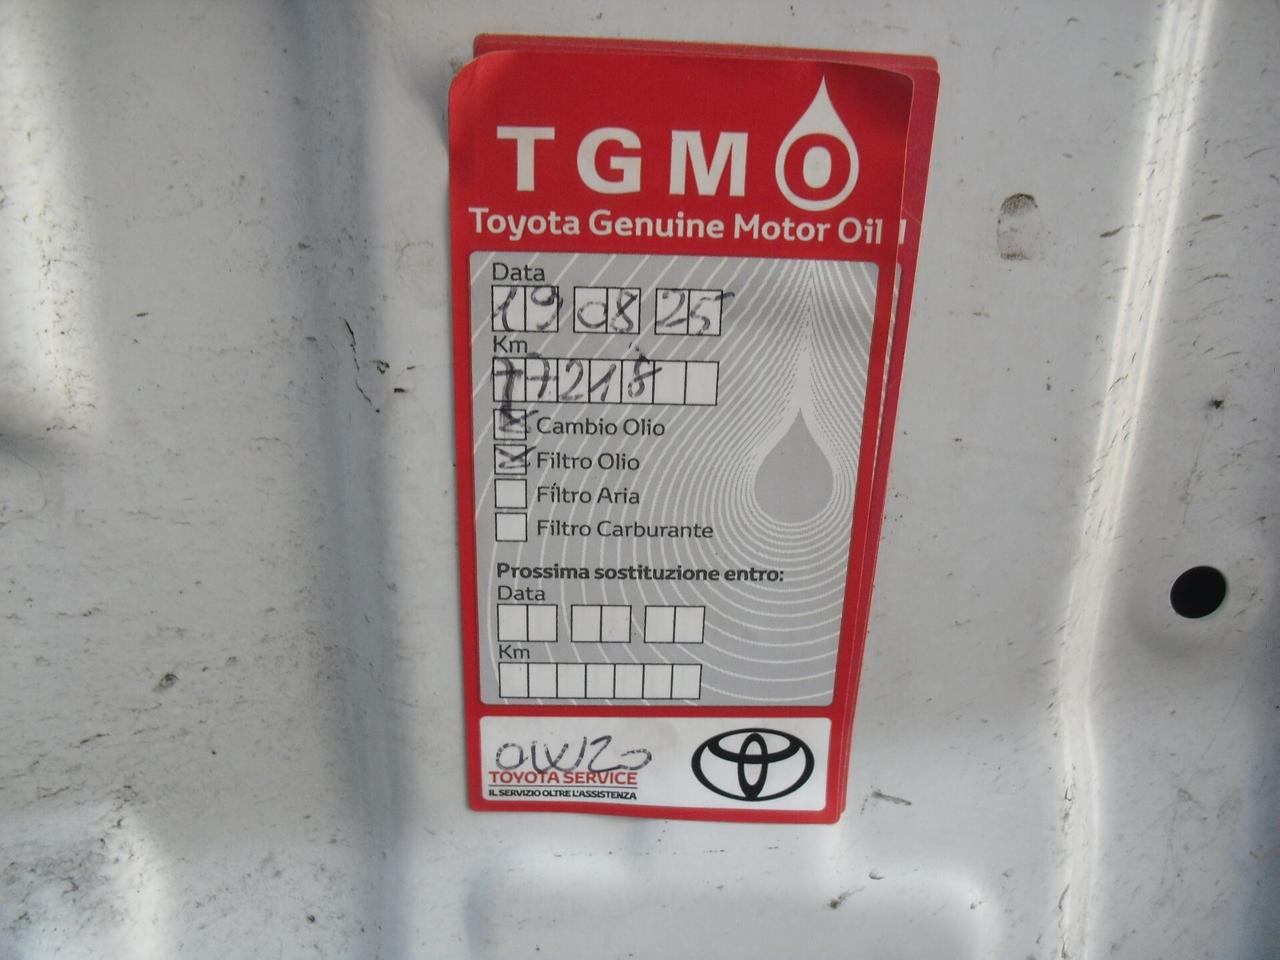 TGMO
Toyota Genuine Motor Oil
Data
19 08 25
Km
77218
Cambio Olio
Filtro Olio
Filtro Aria
Filtro Carburante
Prossima sostituzione entro:
Data
Km
0W20
TOYOTA SERVICE
IL SERVIZIO OLTRE L'ASSISTENZA